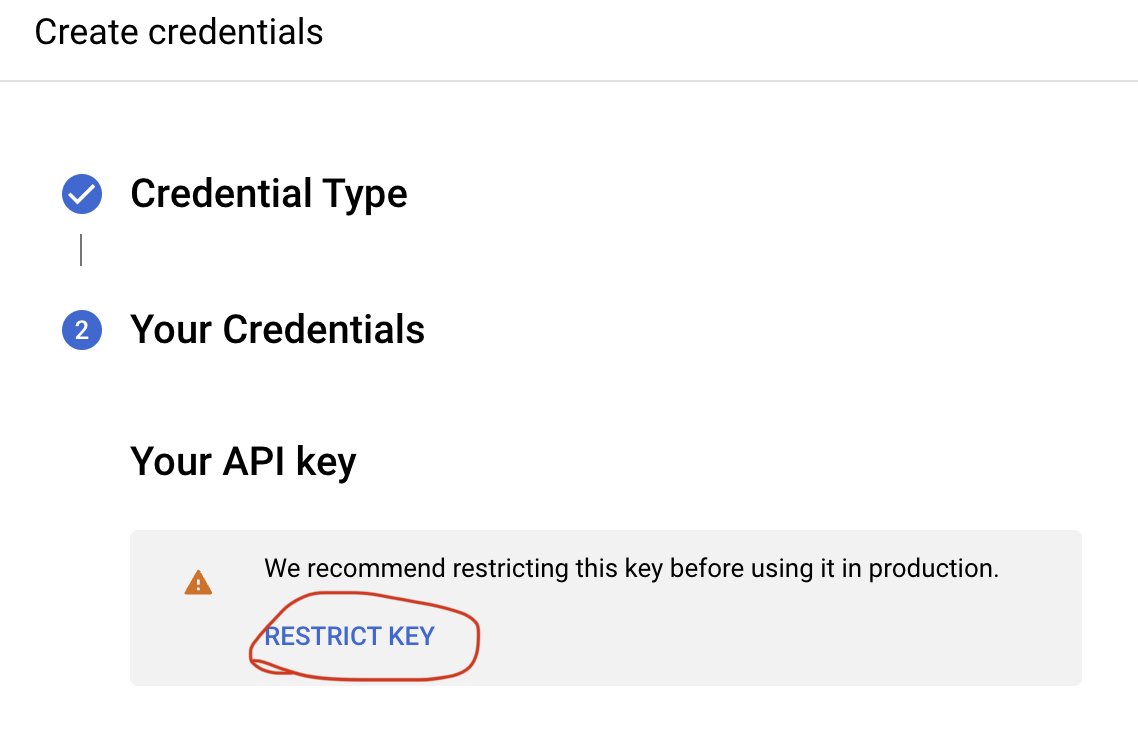 Create credentials
Credential Type
2 Your Credentials
Your API key
We recommend restricting this key before using it in production.
RESTRICT KEY